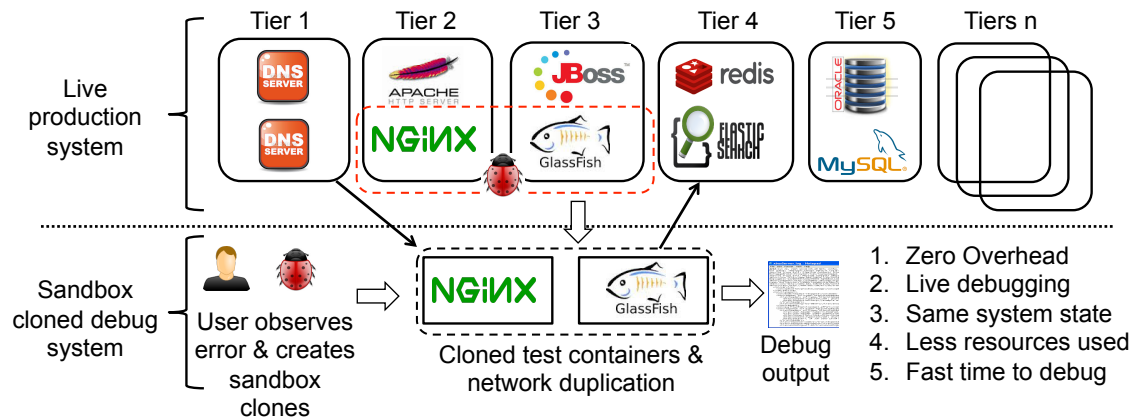 Tier 1
Tier 2
Tier 3
Tier 4
Tier 5
Tiers n
Live
production
system
DNS
SERVER
DNS
SERVER
APACHE
HTTP SERVER
NGiNX
JBoss™
GlassFish
redis
ELASTIC
SEARCH
ORACLE
MySQL®
Sandbox
cloned debug
system
User observes
error & creates
sandbox
clones
NGiNX
GlassFish
Cloned test containers &
network duplication
Debug
output
1. Zero Overhead
2. Live debugging
3. Same system state
4. Less resources used
5. Fast time to debug